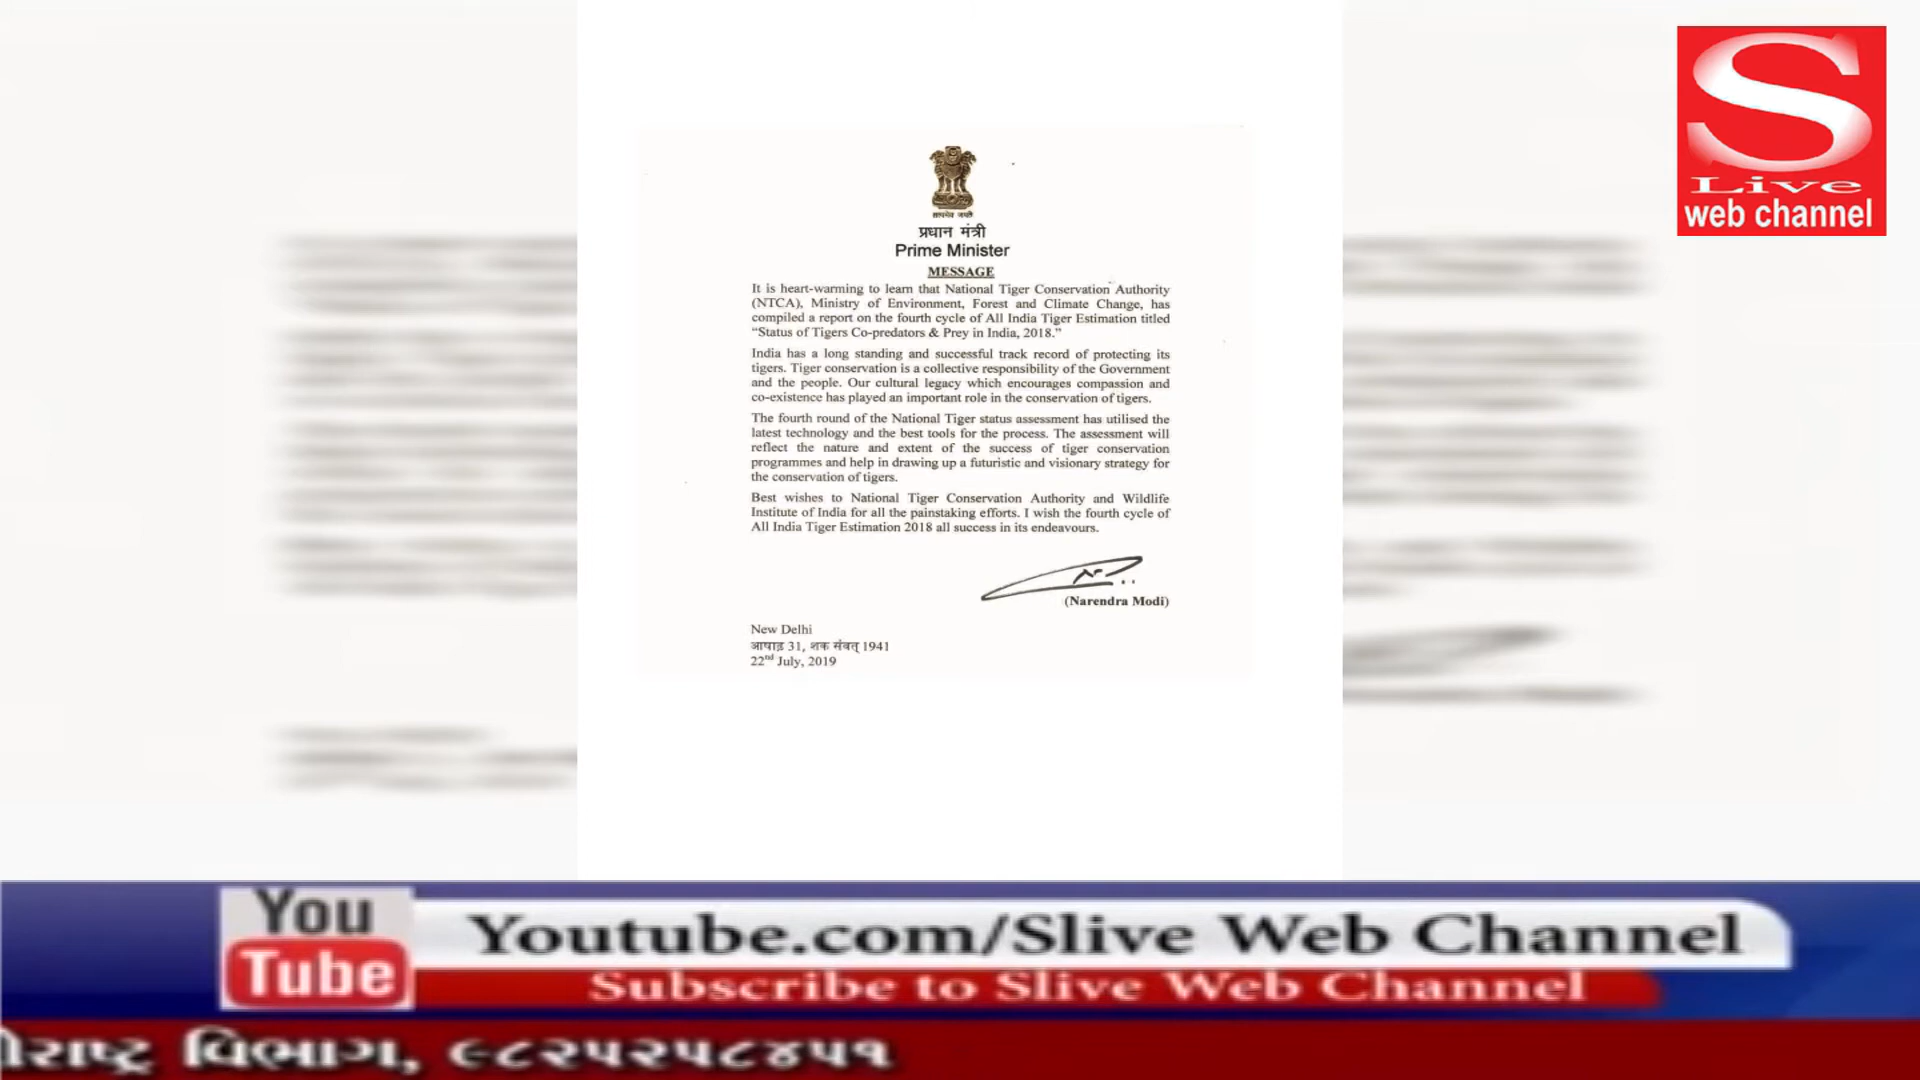 सत्यमेव जयते
प्रधान मंत्री
Prime Minister
MESSAGE
It is heart-warming to learn that National Tiger Conservation Authority
(NTCA), Ministry of Environment, Forest and Climate Change, has
compiled a report on the fourth cycle of All India Tiger Estimation titled
“Status of Tigers Co-predators & Prey in India, 2018.”
India has a long standing and successful track record of protecting its
tigers. Tiger conservation is a collective responsibility of the Government
and the people. Our cultural legacy which encourages compassion and
co-existence has played an important role in the conservation of tigers.
The fourth round of the National Tiger status assessment has utilised the
latest technology and the best tools for the process. The assessment will
reflect the nature and extent of the success of tiger conservation
programmes and help in drawing up a futuristic and visionary strategy for
the conservation of tigers.
Best wishes to National Tiger Conservation Authority and Wildlife
Institute of India for all the painstaking efforts. I wish the fourth cycle of
All India Tiger Estimation 2018 all success in its endeavours.
(Narendra Modi)
New Delhi
आषाढ़ 31, शक संवत् 1941
22nd July, 2019
S
Live
web channel
You
Tube
Youtube.com/Slive Web Channel
Subscribe to Slive Web Channel
વિભાગ, ૯૮૨૫૨૫૮૪૫૧